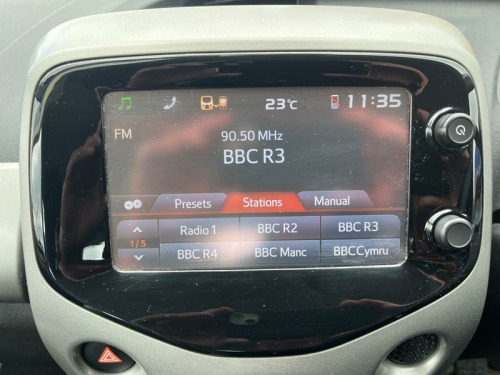 23°C 11:35
FM
90.50 MHz
BBC R3
Presets Stations Manual
Radio 1 BBC R2 BBC R3
1/5
BBC R4 BBC Manc BBCCymru